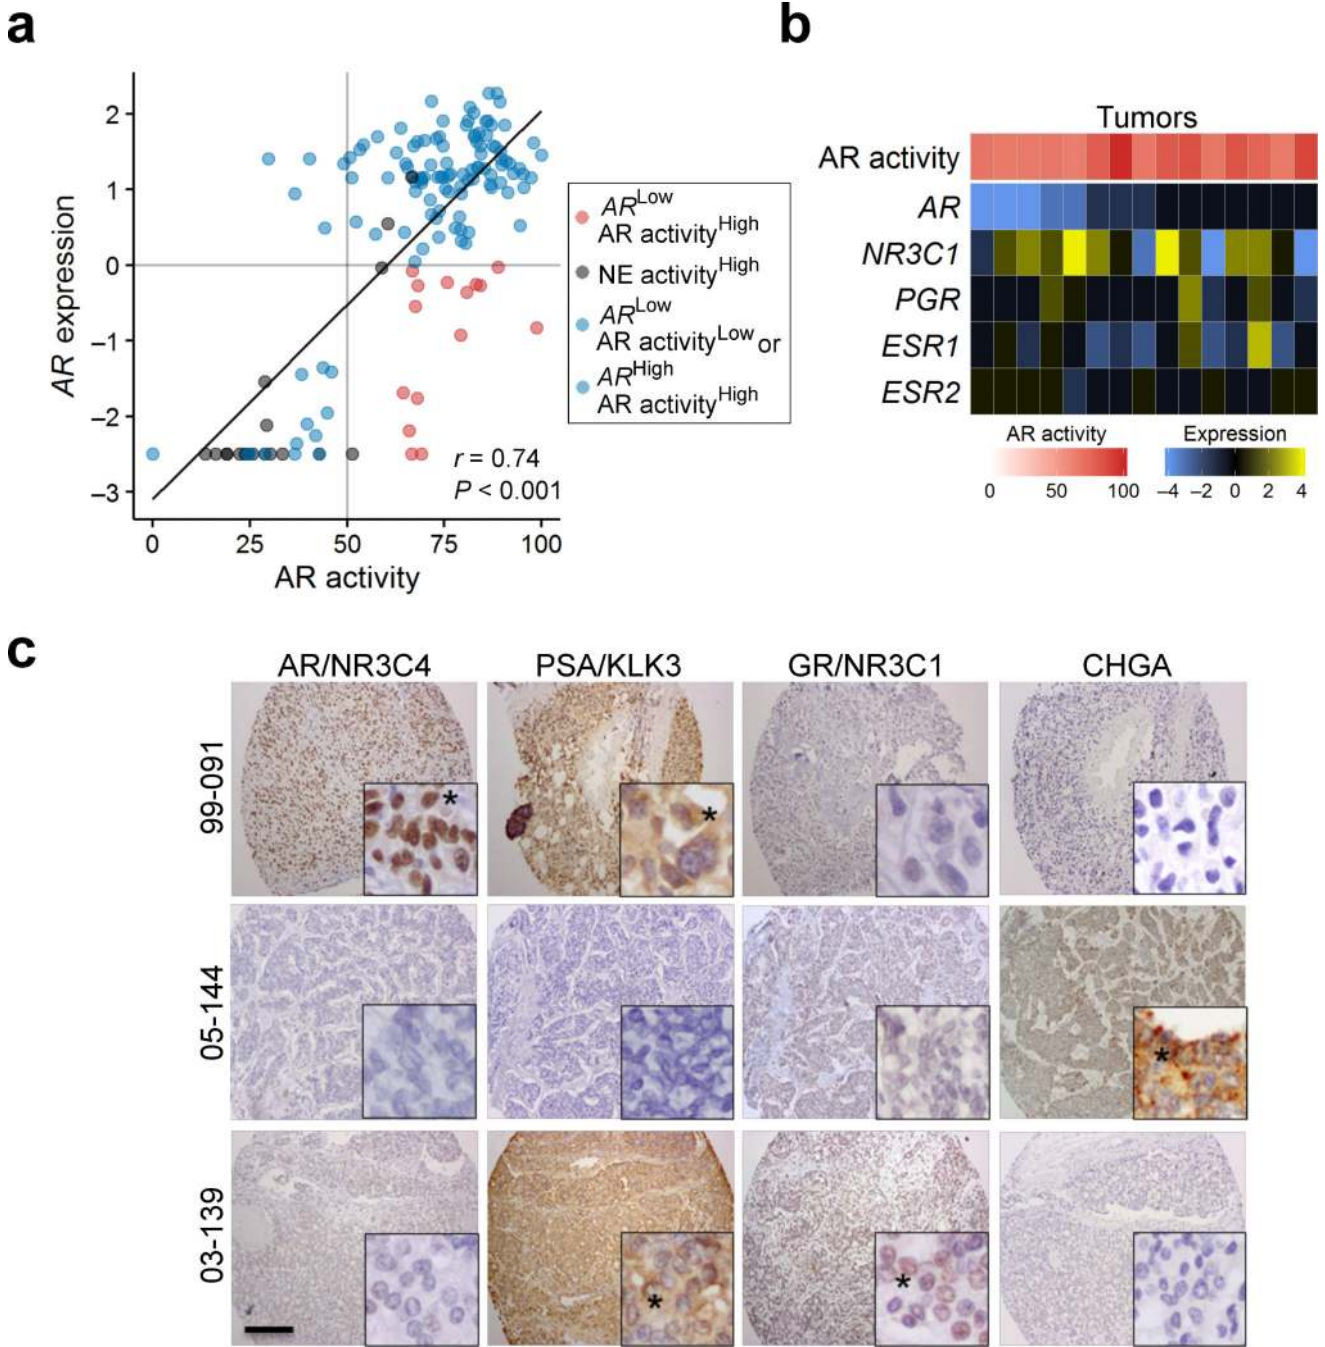 a
AR expression
2
1
0
−1
−2
−3
0 25 50 75 100
AR activity
r = 0.74
P < 0.001
AR^Low
AR activity^High
NE activity^High
AR^Low
AR activity^Low or
AR^High
AR activity^High
b
Tumors
AR activity
AR
NR3C1
PGR
ESR1
ESR2
AR activity
0 50 100
Expression
−4 −2 0 2 4
c
AR/NR3C4 PSA/KLK3 GR/NR3C1 CHGA
99-091
*
*
05-144
*
03-139
*
*